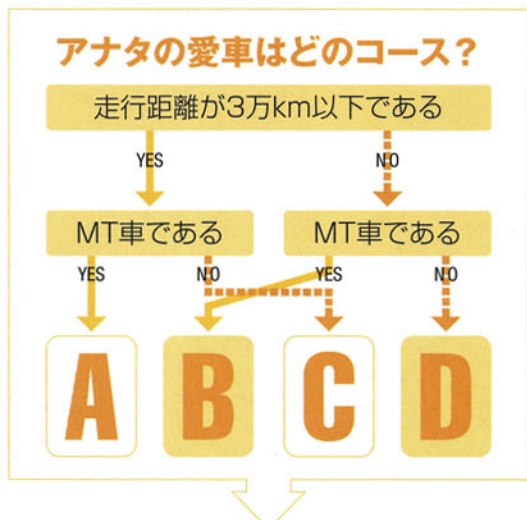 アナタの愛車はどのコース?
走行距離が3万km以下である
YES
NO
MT車である
MT車である
YES
NO
YES
NO
A
B
C
D